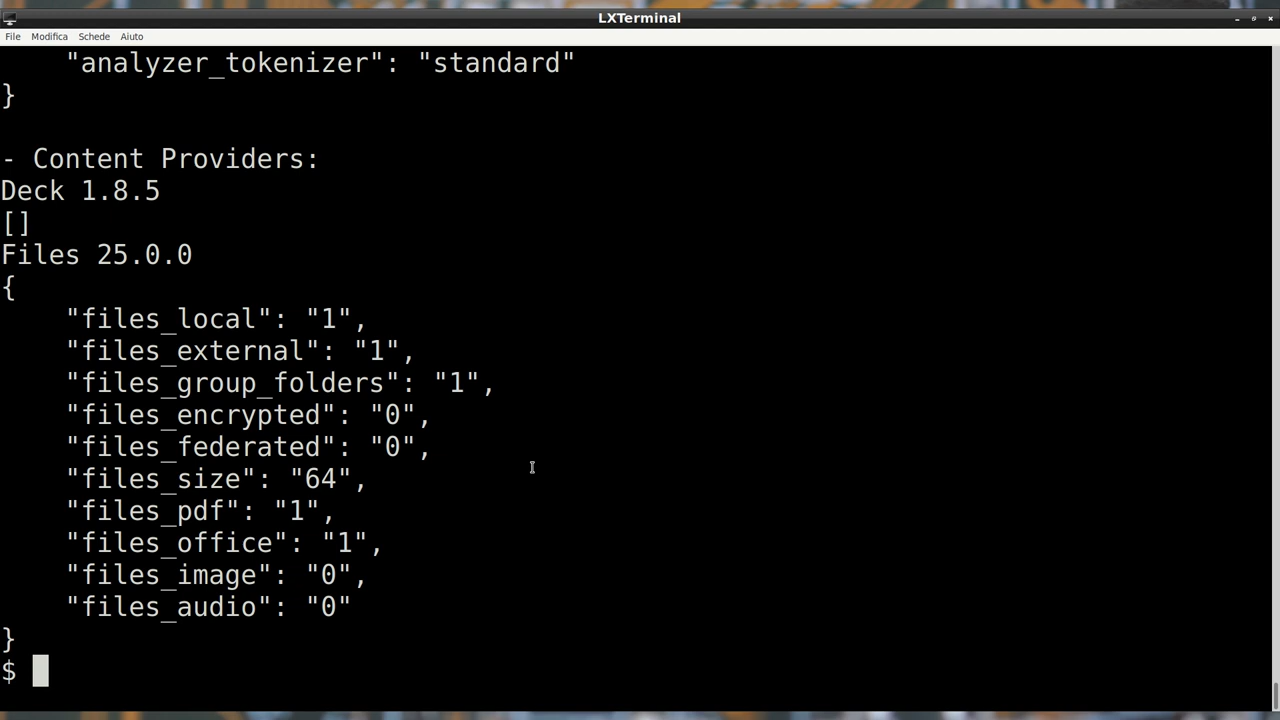 LXTerminal
File Modifica Schede Aiuto
"analyzer_tokenizer": "standard"
}
- Content Providers:
Deck 1.8.5
[]
Files 25.0.0
{
"files_local": "1",
"files_external": "1",
"files_group_folders": "1",
"files_encrypted": "0",
"files_federated": "0",
"files_size": "64",
"files_pdf": "1",
"files_office": "1",
"files_image": "0",
"files_audio": "0"
}
$